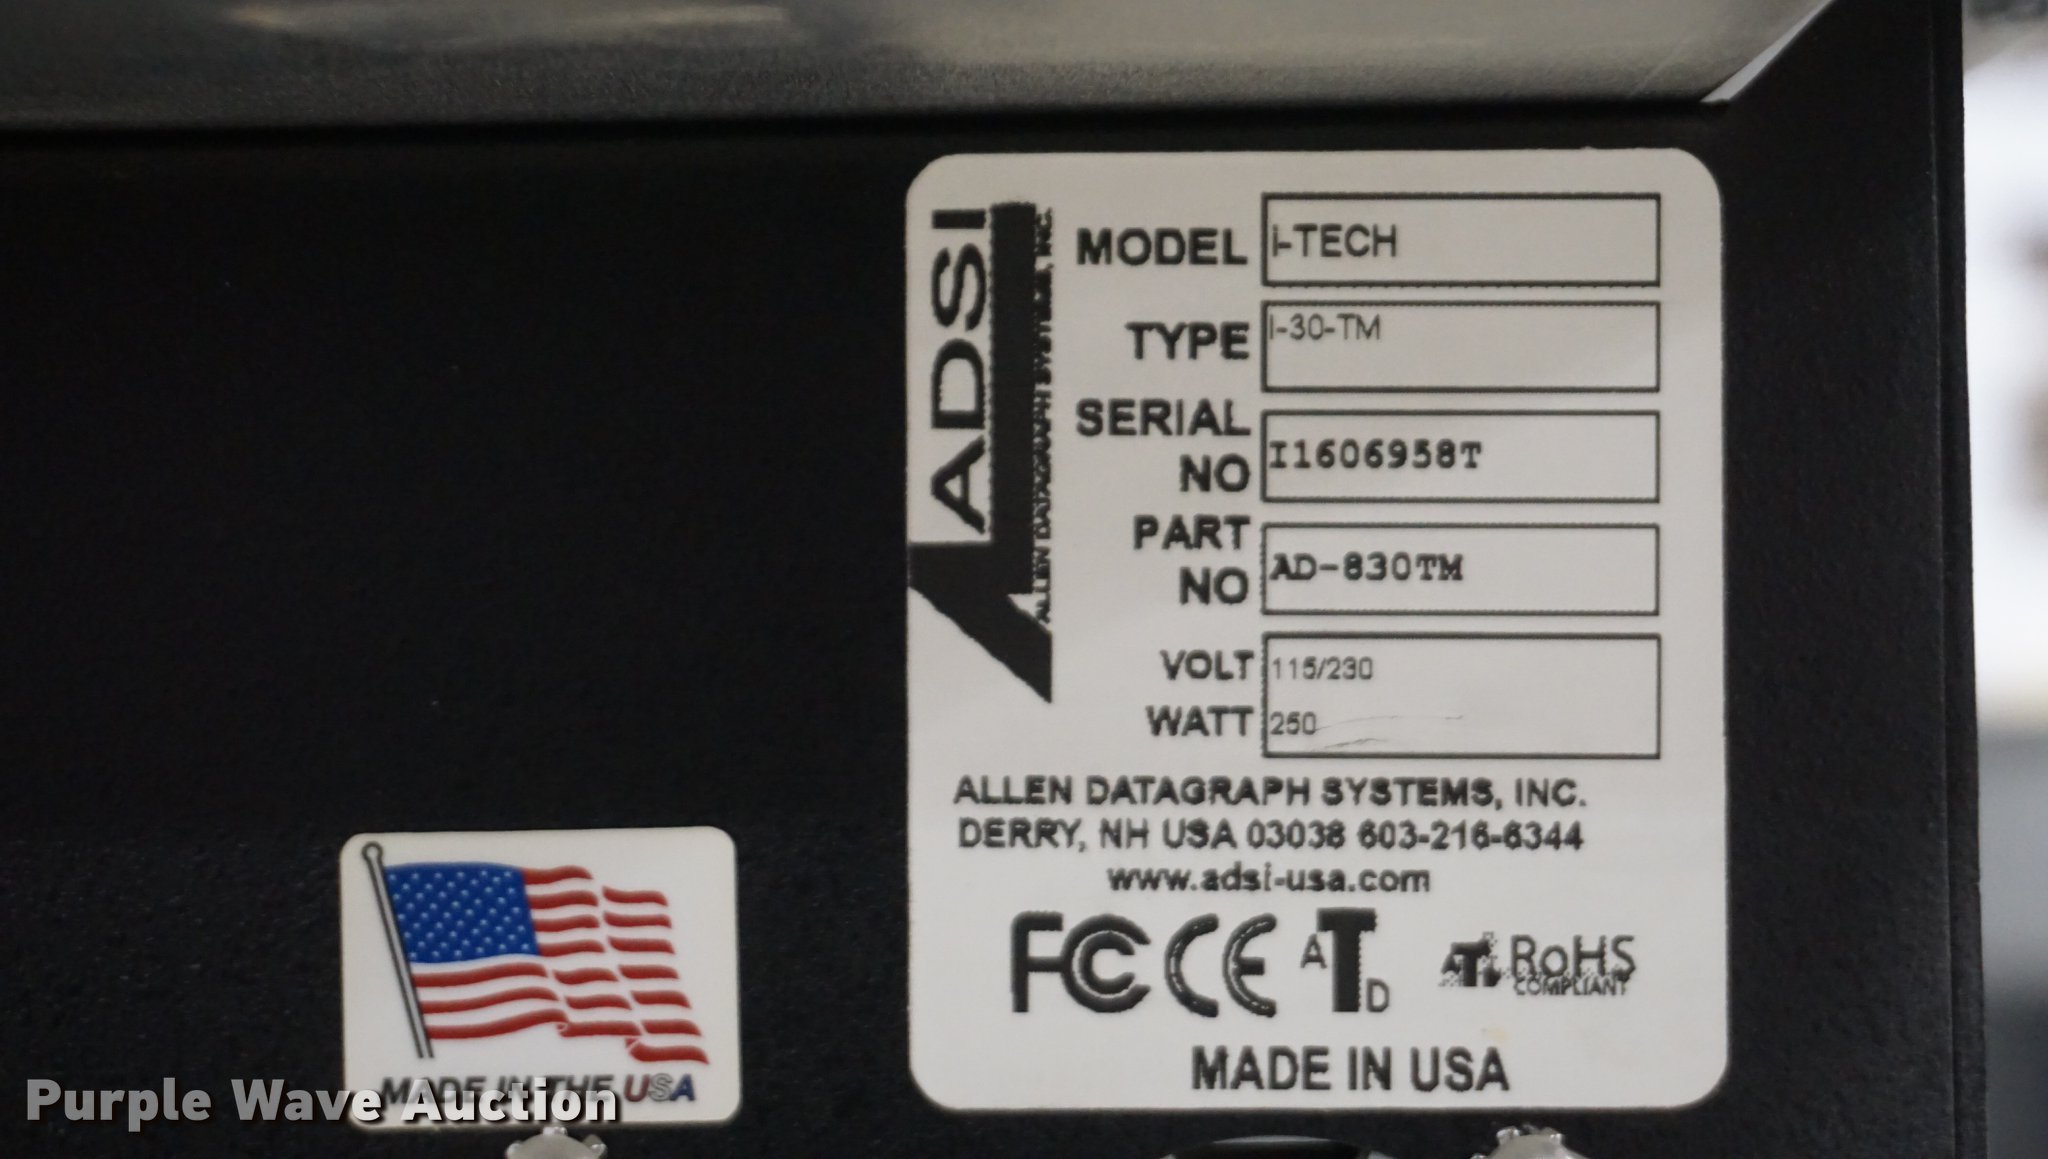 ADSI
ALLEN DATAGRAPH SYSTEMS, INC.
MODEL i-TECH
TYPE I-30-TM
SERIAL NO I1606958T
PART NO AD-830TM
VOLT 115/230
WATT 250
ALLEN DATAGRAPH SYSTEMS, INC.
DERRY, NH USA 03038 603-216-6344
www.adsi-usa.com
FC CE ATD RoHS
COMPLIANT
MADE IN USA
MADE IN THE USA
Purple Wave Auction